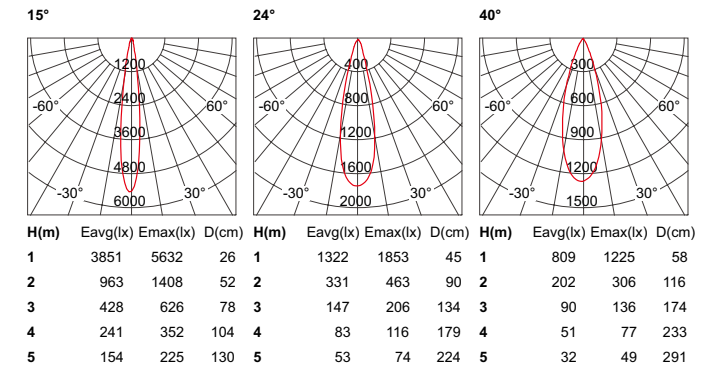 15° 24° 40°
1200 400 300
2400 800 600
-60° 60° -60° 60° -60° 60°
3600 1200 900
4800 1600 1200
-30° 30° -30° 30° -30° 30°
6000 2000 1500
H(m) Eavg(lx) Emax(lx) D(cm) H(m) Eavg(lx) Emax(lx) D(cm) H(m) Eavg(lx) Emax(lx) D(cm)
1 3851 5632 26 1 1322 1853 45 1 809 1225 58
2 963 1408 52 2 331 463 90 2 202 306 116
3 428 626 78 3 147 206 134 3 90 136 174
4 241 352 104 4 83 116 179 4 51 77 233
5 154 225 130 5 53 74 224 5 32 49 291